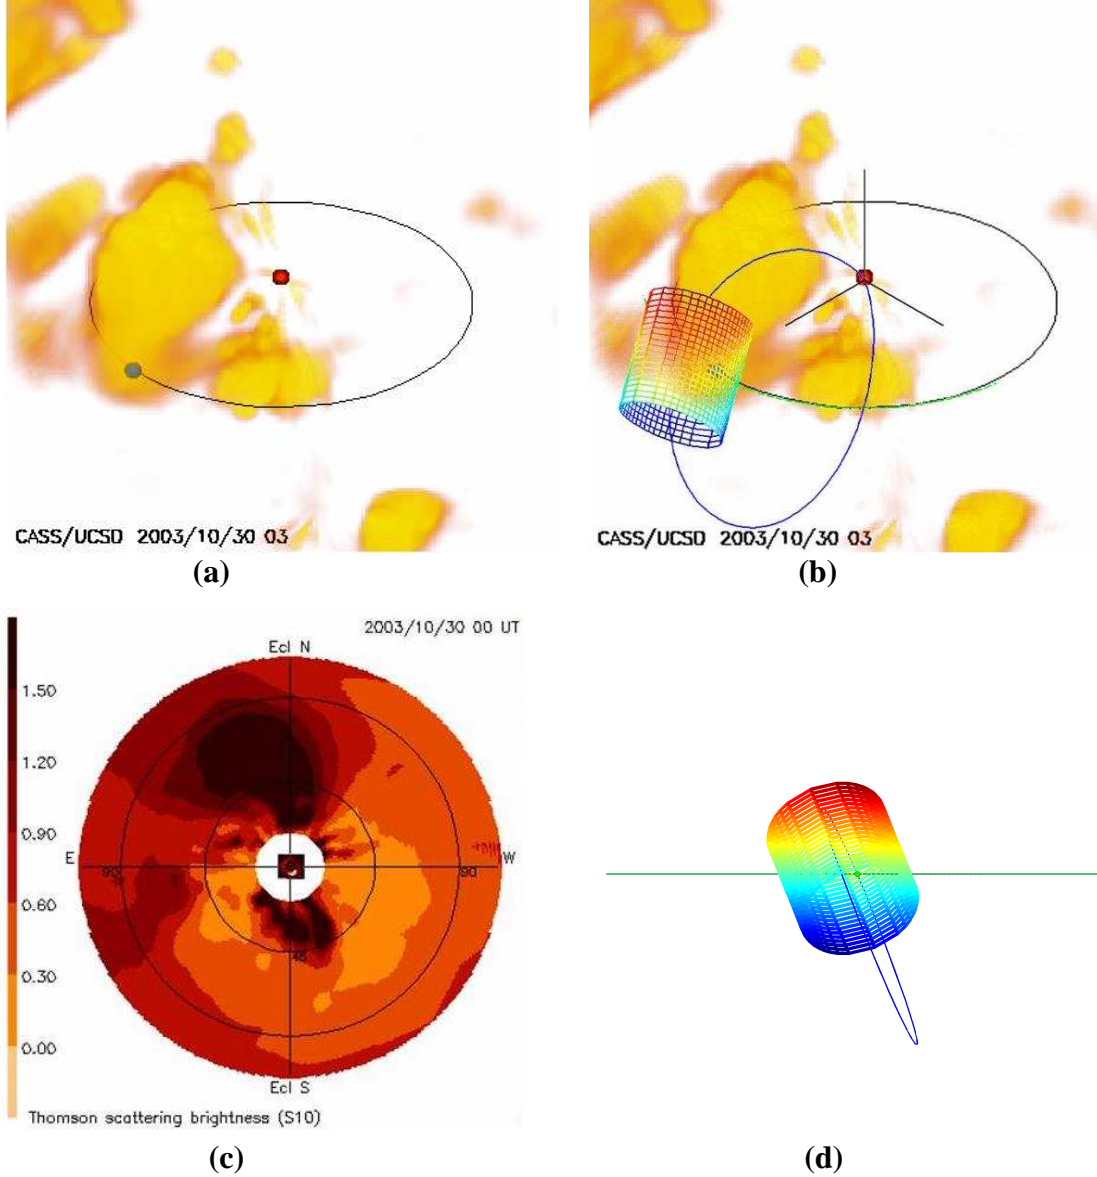 CASS/UCSD 2003/10/30 03
CASS/UCSD 2003/10/30 03
(a)
(b)
2003/10/30 00 UT
Ecl N
1.50
1.20
0.90
E
90
90
W
0.60
45
0.30
0.00
Ecl S
Thomson scattering brightness (S10)
(c)
(d)